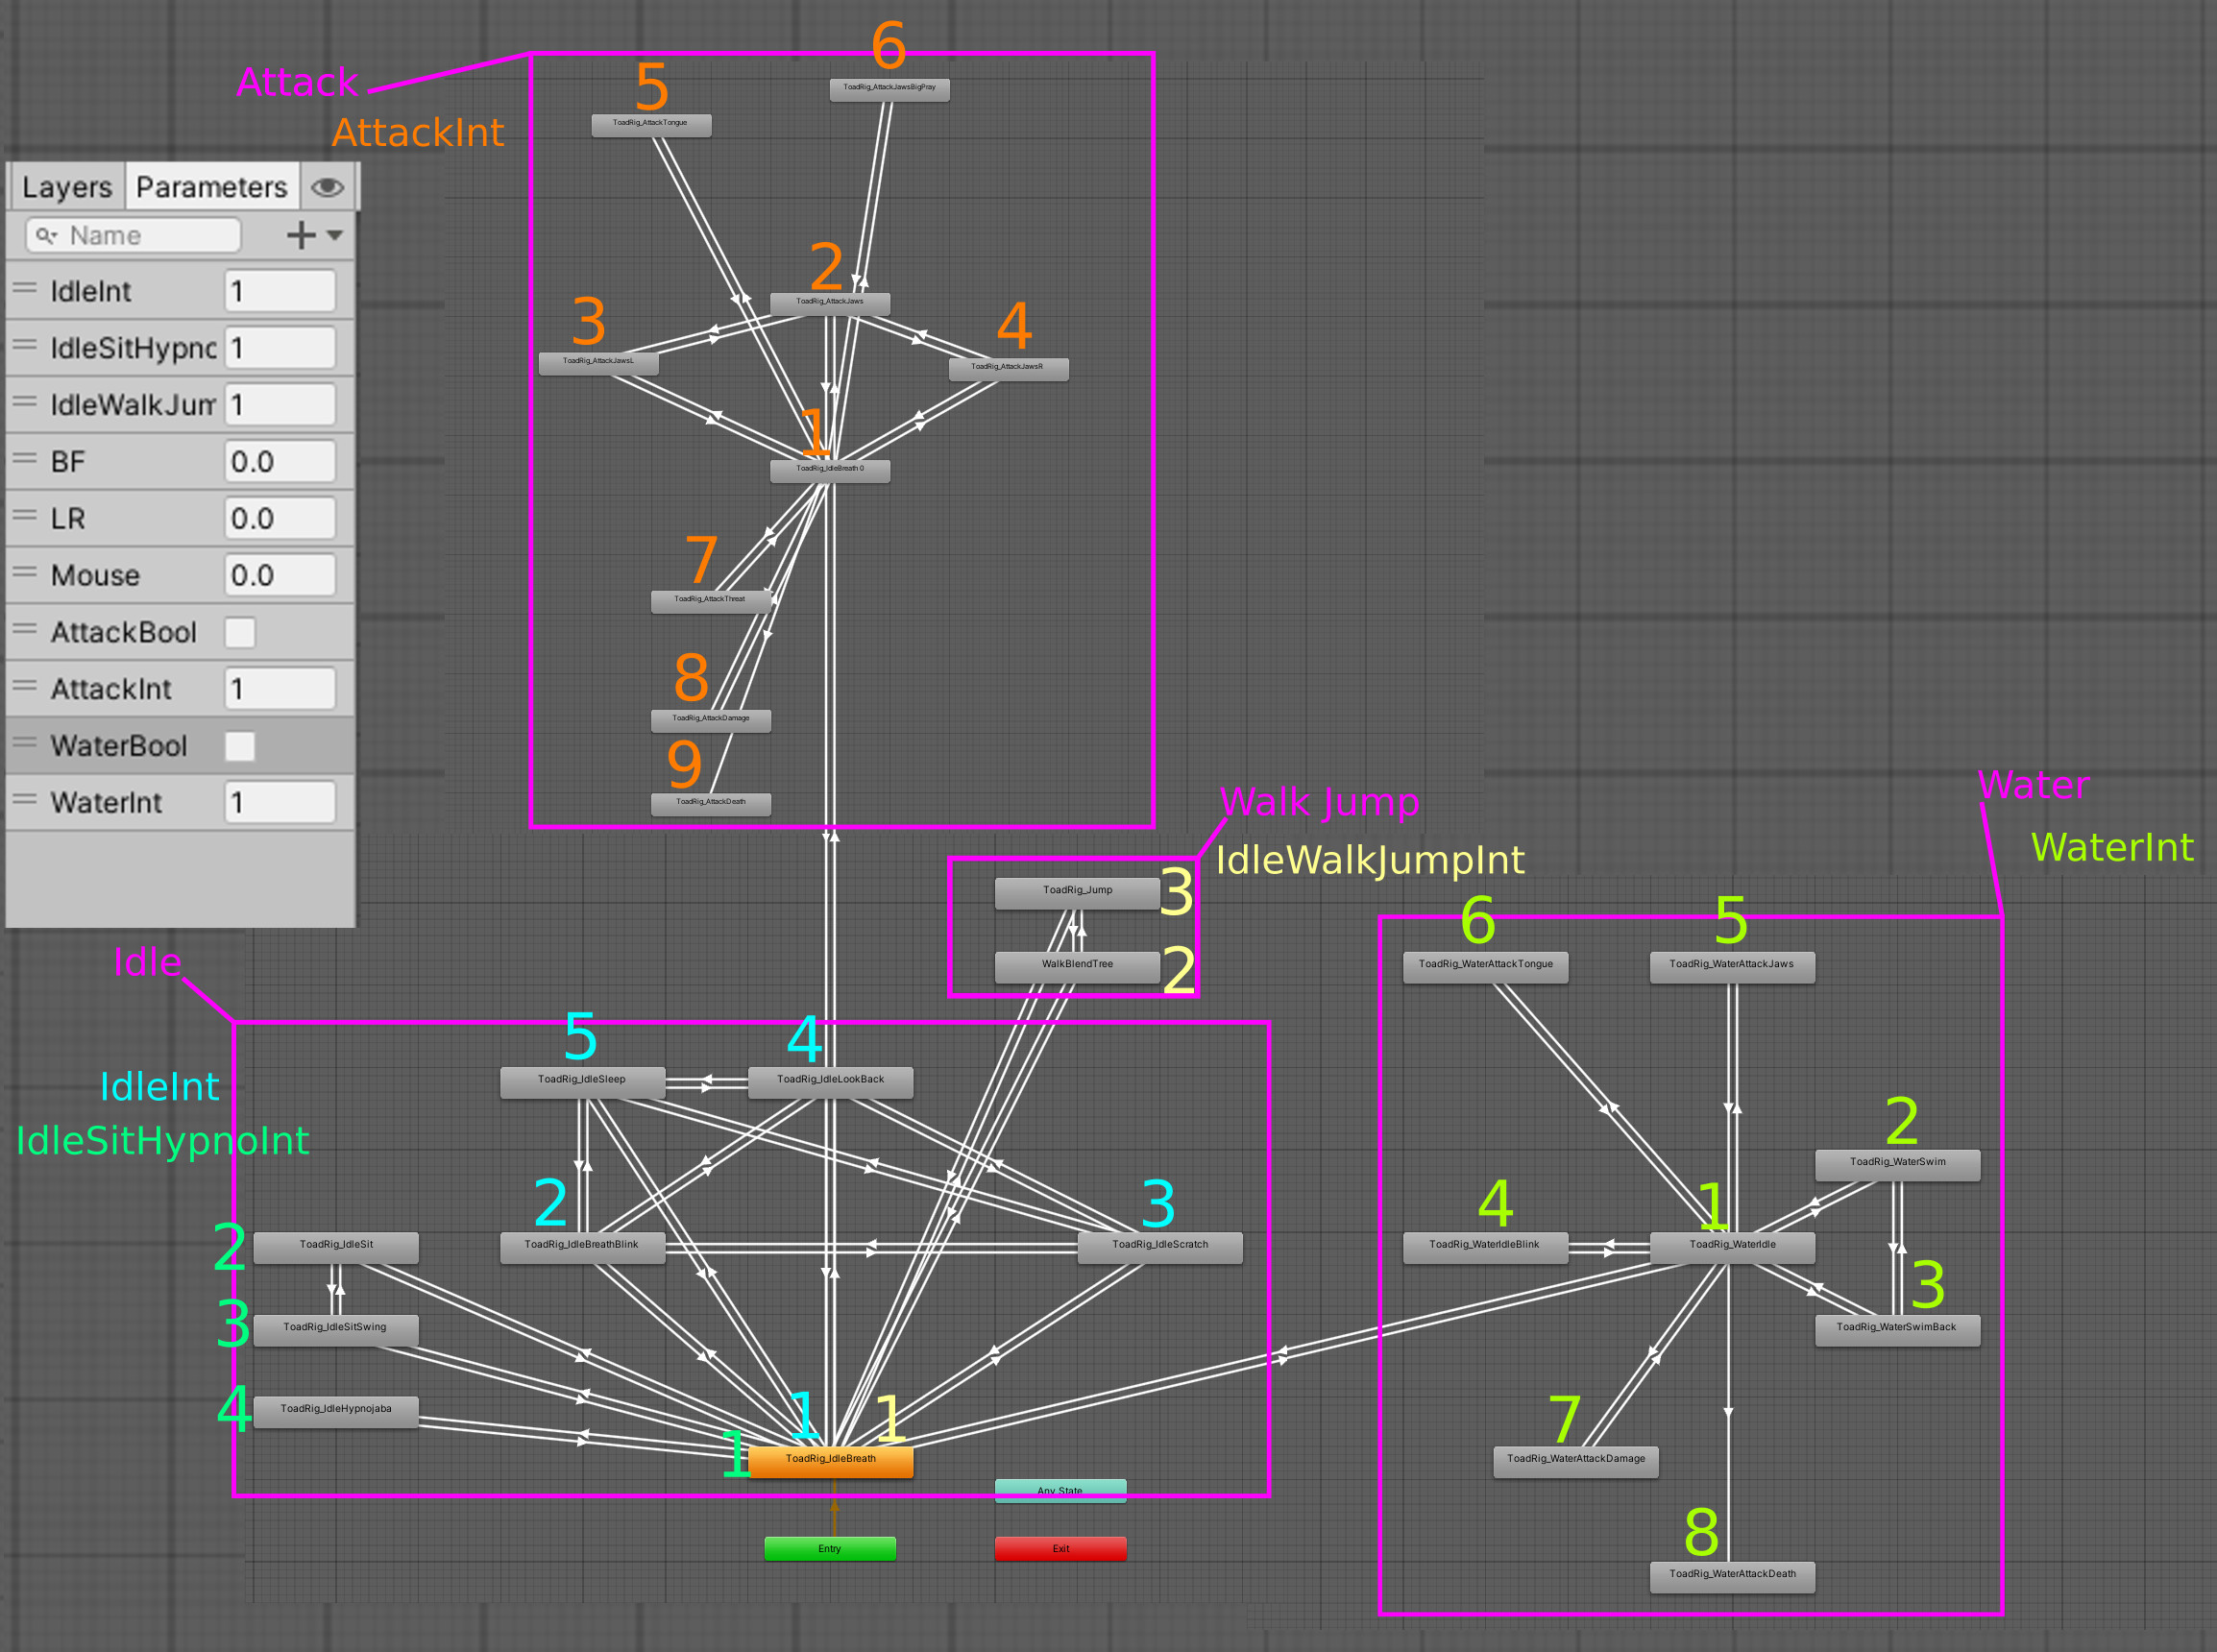 6
Attack
5
ToadRig_AttackJawsBigPray
AttackInt
ToadRig_AttackTongue
Layers
Parameters
Name
IdleInt
1
IdleSitHypno
1
IdleWalkJum
1
BF
0.0
LR
0.0
Mouse
0.0
AttackBool
AttackInt
1
WaterBool
WaterInt
1
2
ToadRig_AttackJaws
3
ToadRig_AttackJawsL
4
ToadRig_AttackJawsR
1
ToadRig_IdleBreath 0
7
ToadRig_AttackThreat
8
ToadRig_AttackDamage
9
ToadRig_AttackDeath
Walk Jump
IdleWalkJumpInt
ToadRig_Jump
3
WalkBlendTree
2
Water
WaterInt
6
ToadRig_WaterAttackTongue
5
ToadRig_WaterAttackJaws
2
ToadRig_WaterSwim
4
ToadRig_WaterIdleBlink
1
ToadRig_WaterIdle
3
ToadRig_WaterSwimBack
7
ToadRig_WaterAttackDamage
8
ToadRig_WaterAttackDeath
Idle
IdleInt
IdleSitHypnoInt
5
ToadRig_IdleSleep
4
ToadRig_IdleLookBack
2
ToadRig_IdleBreathBlink
3
ToadRig_IdleScratch
2
ToadRig_IdleSit
3
ToadRig_IdleSitSwing
4
ToadRig_IdleHypnojaba
1
1
1
ToadRig_IdleBreath
Any State
Entry
Exit